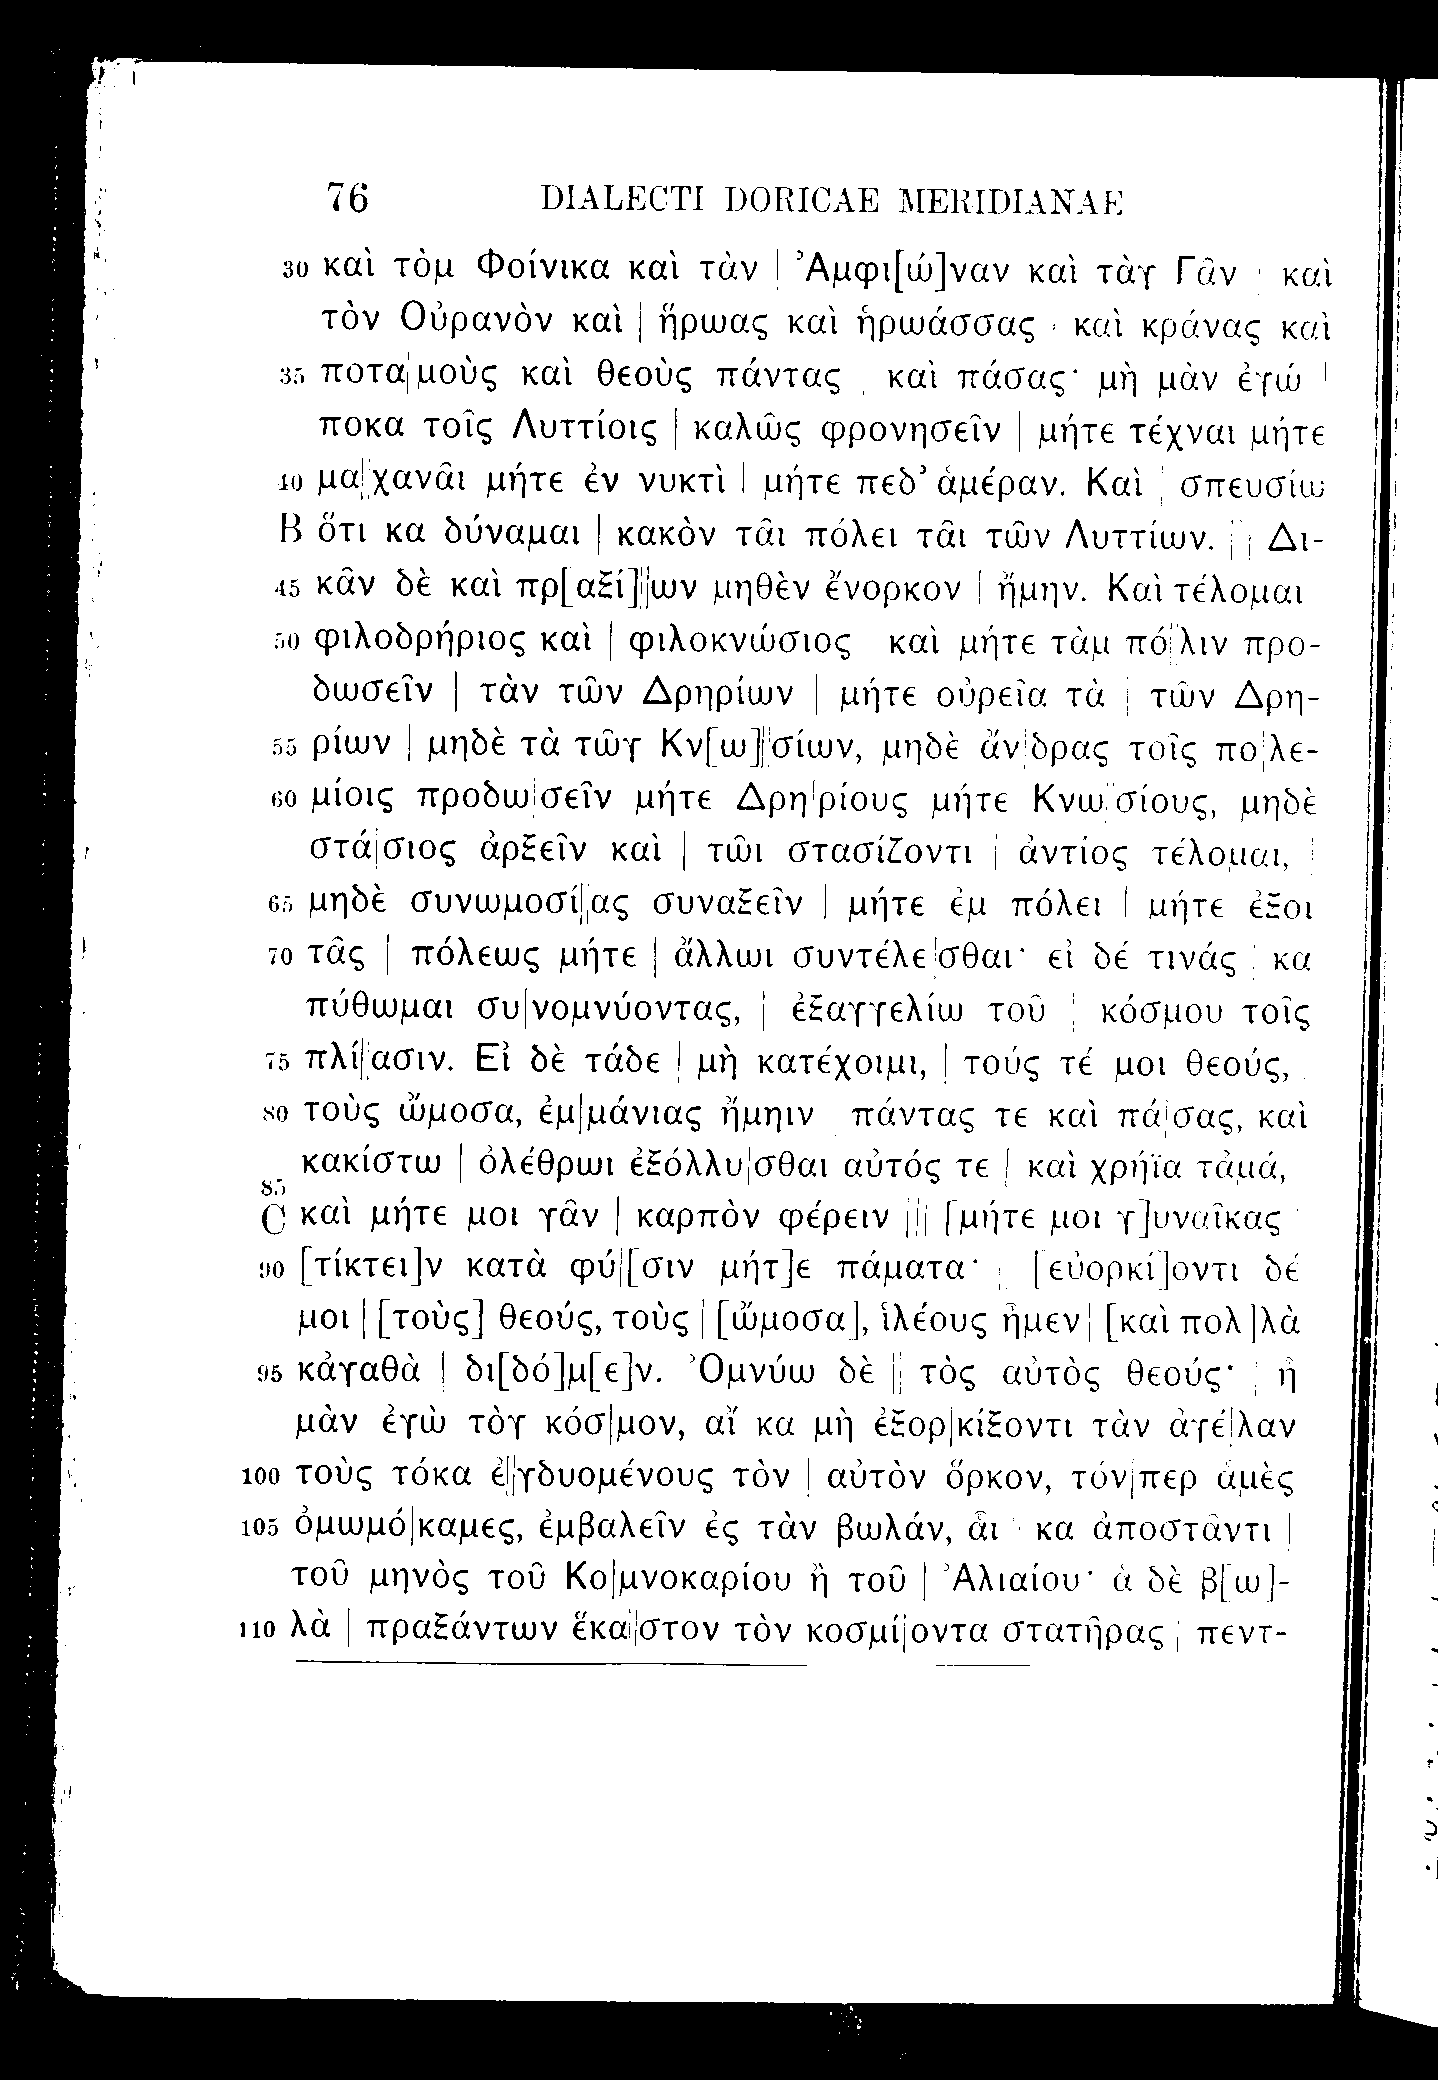 76 DIALECTI DORICAE MERIDIANAE
30 καὶ τὸμ Φοίνικα καὶ τὰν | Ἀμφι[ώ]ναν καὶ τὰγ Γᾶν | καὶ
τὸν Οὐρανὸν καὶ | ἥρωας καὶ ἡρωάσσας | καὶ κράνας καὶ
35 ποτα|μοὺς καὶ θεοὺς πάντας | καὶ πάσας· μὴ μὰν ἐγώ |
ποκα τοῖς Λυττίοις | καλῶς φρονησεῖν | μήτε τέχναι μήτε
40 μα||χανᾶι μήτε ἐν νυκτὶ | μήτε πεδ’ ἁμέραν. Καὶ | σπευσίω
B ὅτι κα δύναμαι | κακὸν τᾶι πόλει τᾶι τῶν Λυττίων. || Δι-
45 κᾶν δὲ καὶ πρ[αξί]||ων μηθὲν ἔνορκον | ἤμην. Καὶ τέλομαι
50 φιλοδρήριος καὶ | φιλοκνώσιος καὶ μήτε τὰμ πό||λιν προ-
δωσεῖν | τὰν τῶν Δρηρίων | μήτε οὐρεῖα τὰ | τῶν Δρη-
55 ρίων | μηδὲ τὰ τῶγ Κν[ω]||σίων, μηδὲ ἄν|δρας τοῖς πο|λε-
60 μίοις προδω|σεῖν μήτε Δρη|ρίους μήτε Κνω||σίους, μηδὲ
στά|σιος ἀρξεῖν καὶ | τῶι στασίζοντι | ἀντίος τέλομαι, |
65 μηδὲ συνωμοσί||ας συναξεῖν | μήτε ἐμ πόλει | μήτε ἔξοι
70 τᾶς | πόλεως μήτε | ἄλλωι συντέλε|σθαι· εἰ δέ τινάς | κα
πύθωμαι συ|νομνύοντας, | ἐξαγγελίω τοῦ | κόσμου τοῖς
75 πλί||ασιν. Εἰ δὲ τάδε | μὴ κατέχοιμι, | τούς τέ μοι θεούς,
80 τοὺς ὤμοσα, ἐμ|μάνιας ἤμηιν πάντας τε καὶ πά|σας, καὶ
κακίστω | ὀλέθρωι ἐξόλλυ|σθαι αὐτός τε | καὶ χρήϊα τἀμά,
85
C καὶ μήτε μοι γᾶν | καρπὸν φέρειν ||| [μήτε μοι γ]υναῖκας |
90 [τίκτει]ν κατὰ φύ|[σιν μήτ]ε πάματα· | [εὐορκί]οντι δέ
μοι | [τοὺς] θεούς, τοὺς | [ὤμοσα], ἱλέους ἦμεν | [καὶ πολ]λὰ
95 κἀγαθὰ | δι[δό]μ[ε]ν. Ὀμνύω δὲ || τὸς αὐτὸς θεούς· | ἦ
μὰν ἐγὼ τὸγ κόσ|μον, αἴ κα μὴ ἐξορ|κίξοντι τὰν ἀγέ|λαν
100 τοὺς τόκα ἐ||γδυομένους τὸν | αὐτὸν ὅρκον, τόν|περ ἁμὲς
105 ὀμωμό|καμες, ἐμβαλεῖν ἐς τὰν βωλάν, ἇι | κα ἀποστᾶντι |
τοῦ μηνὸς τοῦ Κο|μνοκαρίου ἢ τοῦ | Ἁλιαίου· ἁ δὲ β[ω]-
110 λὰ | πραξάντων ἕκα||στον τὸν κοσμί|οντα στατῆρας | πεντ-